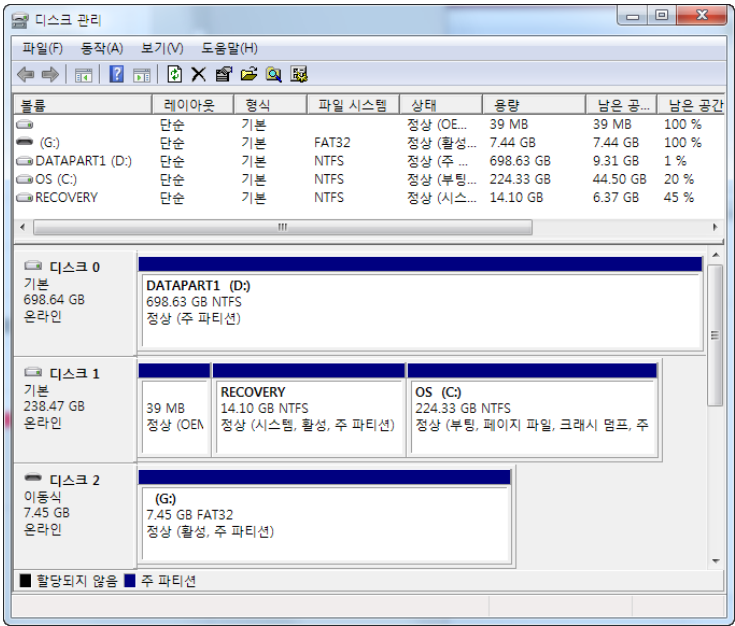 디스크 관리
파일(F) 동작(A) 보기(V) 도움말(H)
볼륨 레이아웃 형식 파일 시스템 상태 용량 남은 공... 남은 공간
단순 기본 정상 (OE... 39 MB 39 MB 100 %
(G:) 단순 기본 FAT32 정상 (활성... 7.44 GB 7.44 GB 100 %
DATAPART1 (D:) 단순 기본 NTFS 정상 (주 ... 698.63 GB 9.31 GB 1 %
OS (C:) 단순 기본 NTFS 정상 (부팅... 224.33 GB 44.50 GB 20 %
RECOVERY 단순 기본 NTFS 정상 (시스... 14.10 GB 6.37 GB 45 %
디스크 0
기본
698.64 GB
온라인
DATAPART1 (D:)
698.63 GB NTFS
정상 (주 파티션)
디스크 1
기본
238.47 GB
온라인
39 MB
정상 (OEN
RECOVERY
14.10 GB NTFS
정상 (시스템, 활성, 주 파티션)
OS (C:)
224.33 GB NTFS
정상 (부팅, 페이지 파일, 크래시 덤프, 주
디스크 2
이동식
7.45 GB
온라인
(G:)
7.45 GB FAT32
정상 (활성, 주 파티션)
할당되지 않음 주 파티션